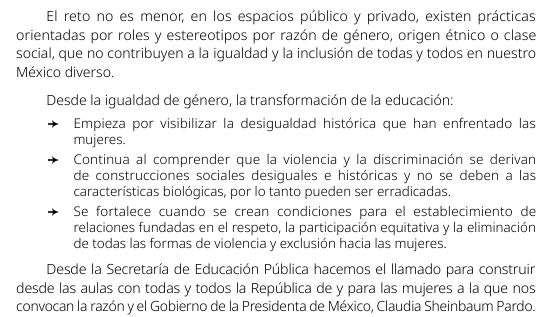 El reto no es menor, en los espacios público y privado, existen prácticas
orientadas por roles y estereotipos por razón de género, origen étnico o clase
social, que no contribuyen a la igualdad y la inclusión de todas y todos en nuestro
México diverso.
Desde la igualdad de género, la transformación de la educación:
➔ Empieza por visibilizar la desigualdad histórica que han enfrentado las
mujeres.
➔ Continua al comprender que la violencia y la discriminación se derivan
de construcciones sociales desiguales e históricas y no se deben a las
características biológicas, por lo tanto pueden ser erradicadas.
➔ Se fortalece cuando se crean condiciones para el establecimiento de
relaciones fundadas en el respeto, la participación equitativa y la eliminación
de todas las formas de violencia y exclusión hacia las mujeres.
Desde la Secretaría de Educación Pública hacemos el llamado para construir
desde las aulas con todas y todos la República de y para las mujeres a la que nos
convocan la razón y el Gobierno de la Presidenta de México, Claudia Sheinbaum Pardo.